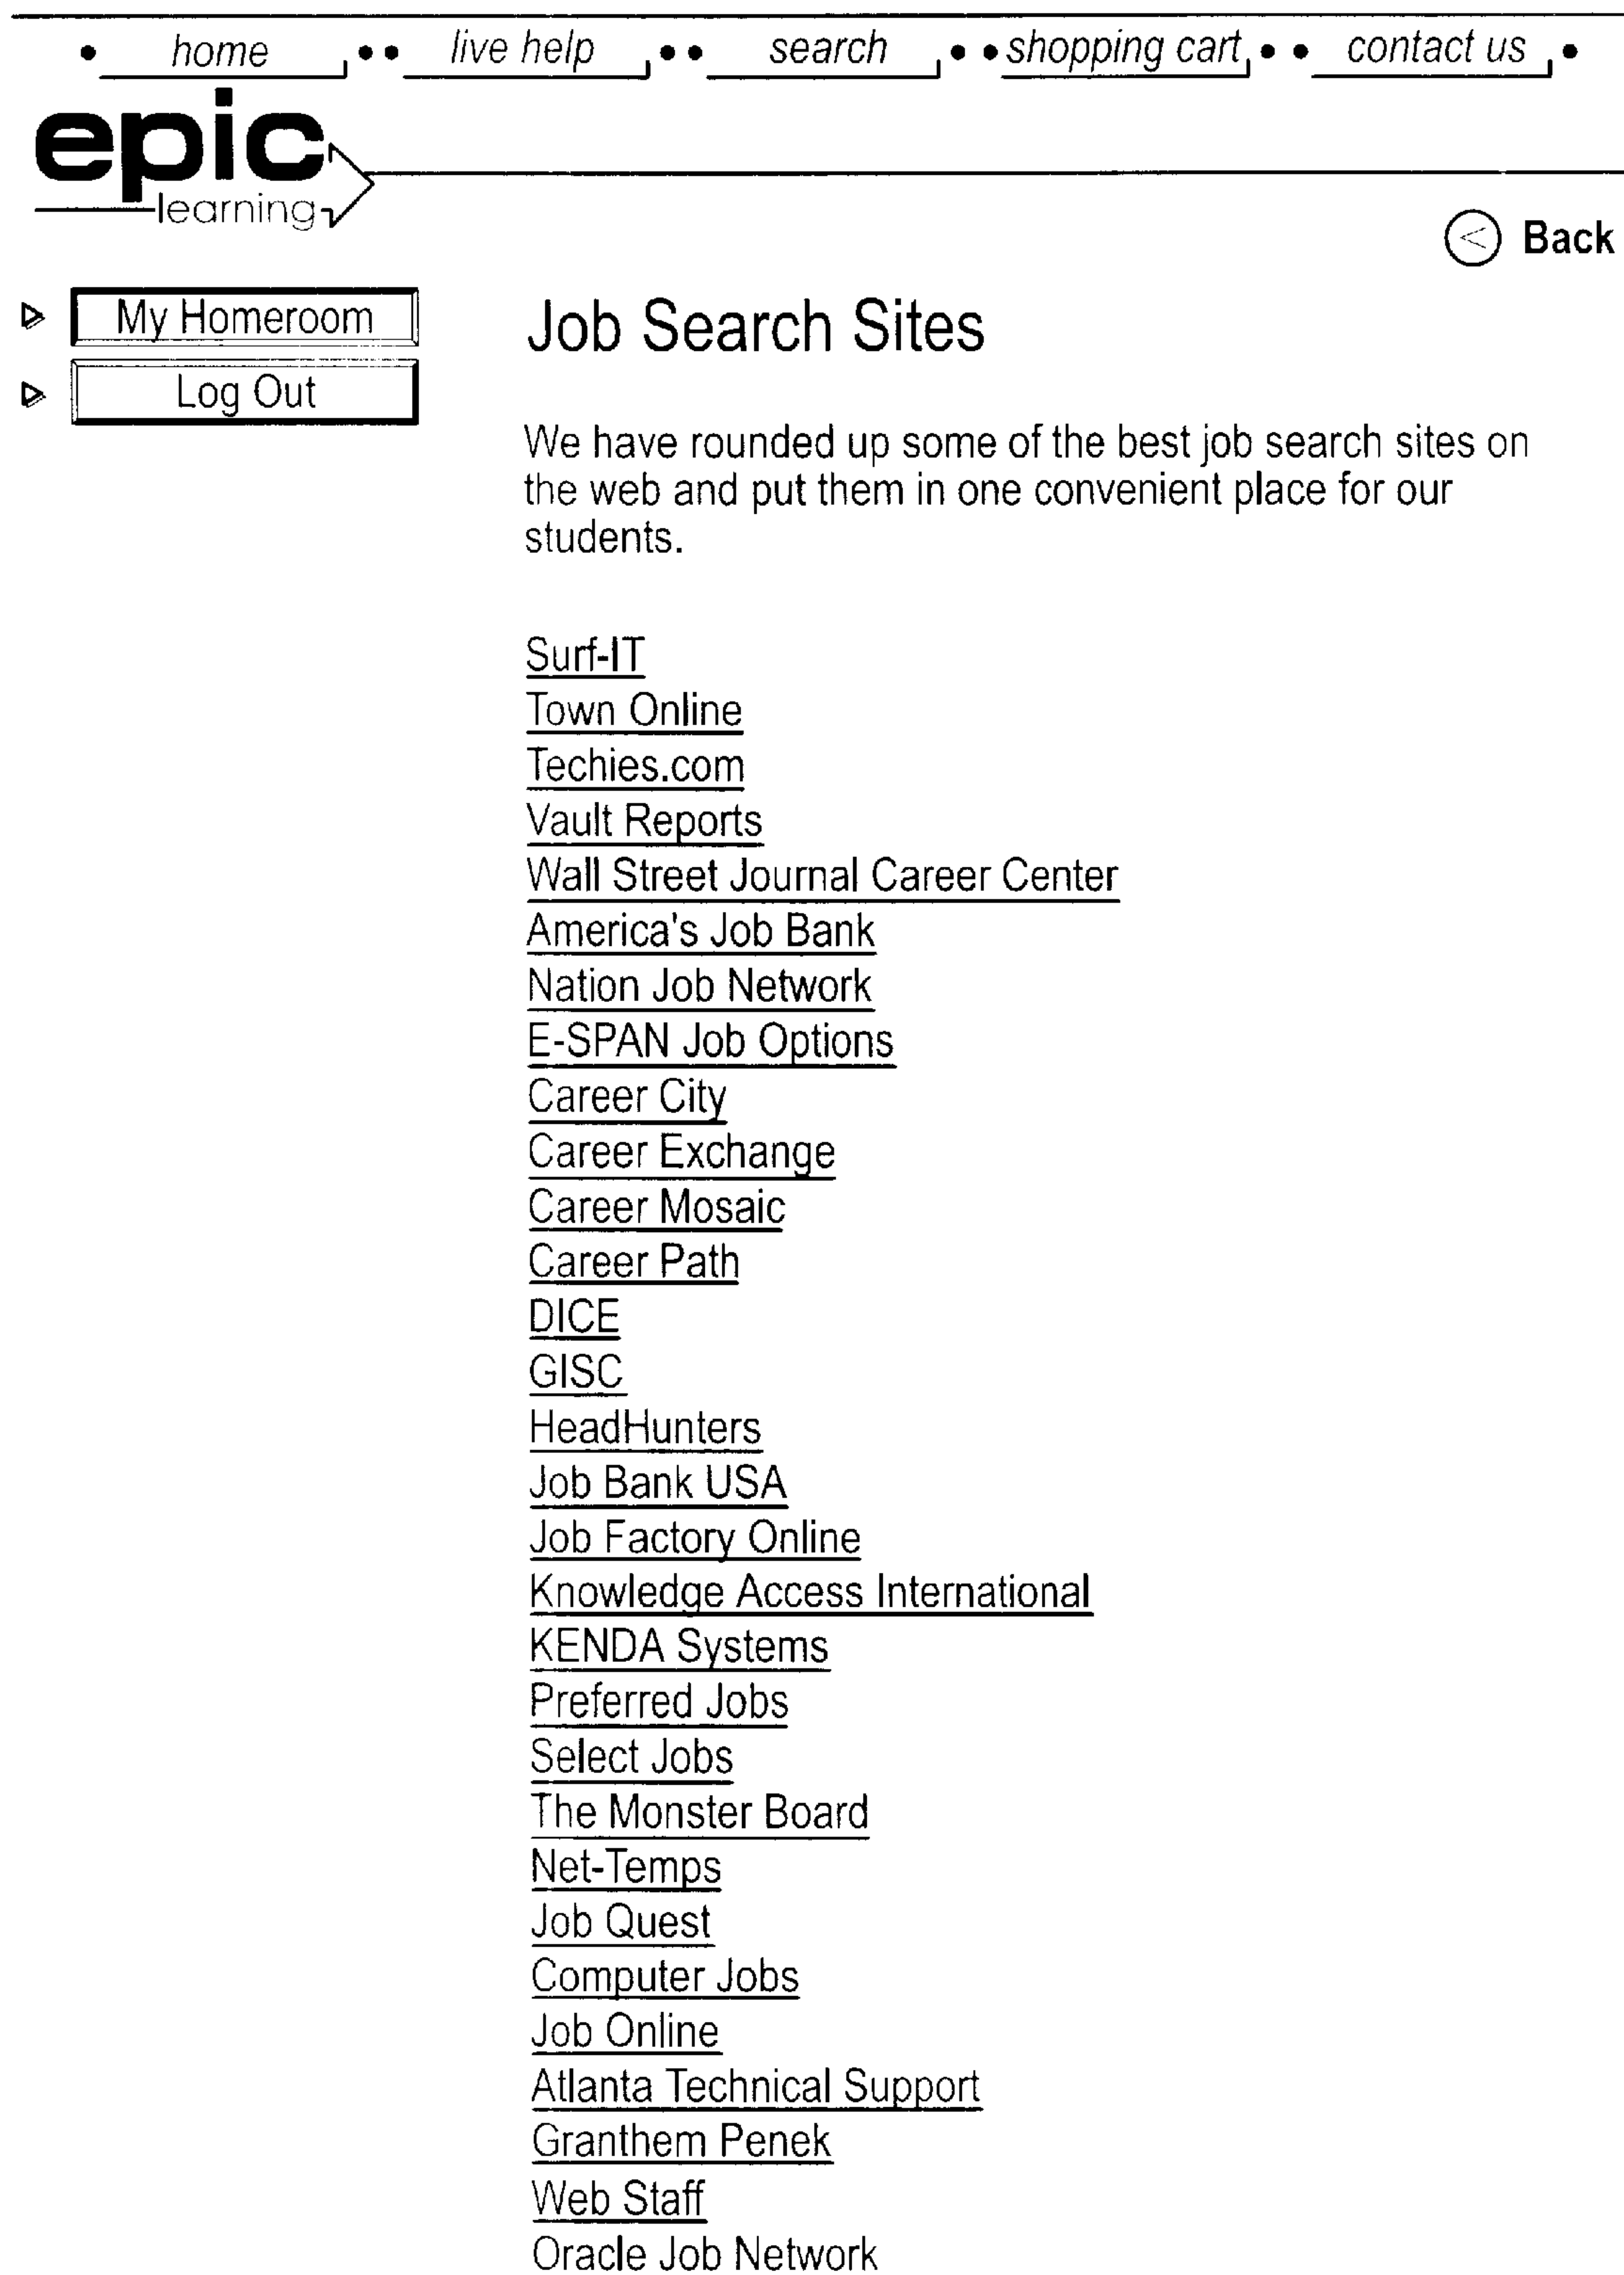 home live help search shopping cart contact us
epic
learning
< Back
My Homeroom
Log Out
Job Search Sites
We have rounded up some of the best job search sites on
the web and put them in one convenient place for our
students.
Surf-IT
Town Online
Techies.com
Vault Reports
Wall Street Journal Career Center
America's Job Bank
Nation Job Network
E-SPAN Job Options
Career City
Career Exchange
Career Mosaic
Career Path
DICE
GISC
HeadHunters
Job Bank USA
Job Factory Online
Knowledge Access International
KENDA Systems
Preferred Jobs
Select Jobs
The Monster Board
Net-Temps
Job Quest
Computer Jobs
Job Online
Atlanta Technical Support
Granthem Penek
Web Staff
Oracle Job Network